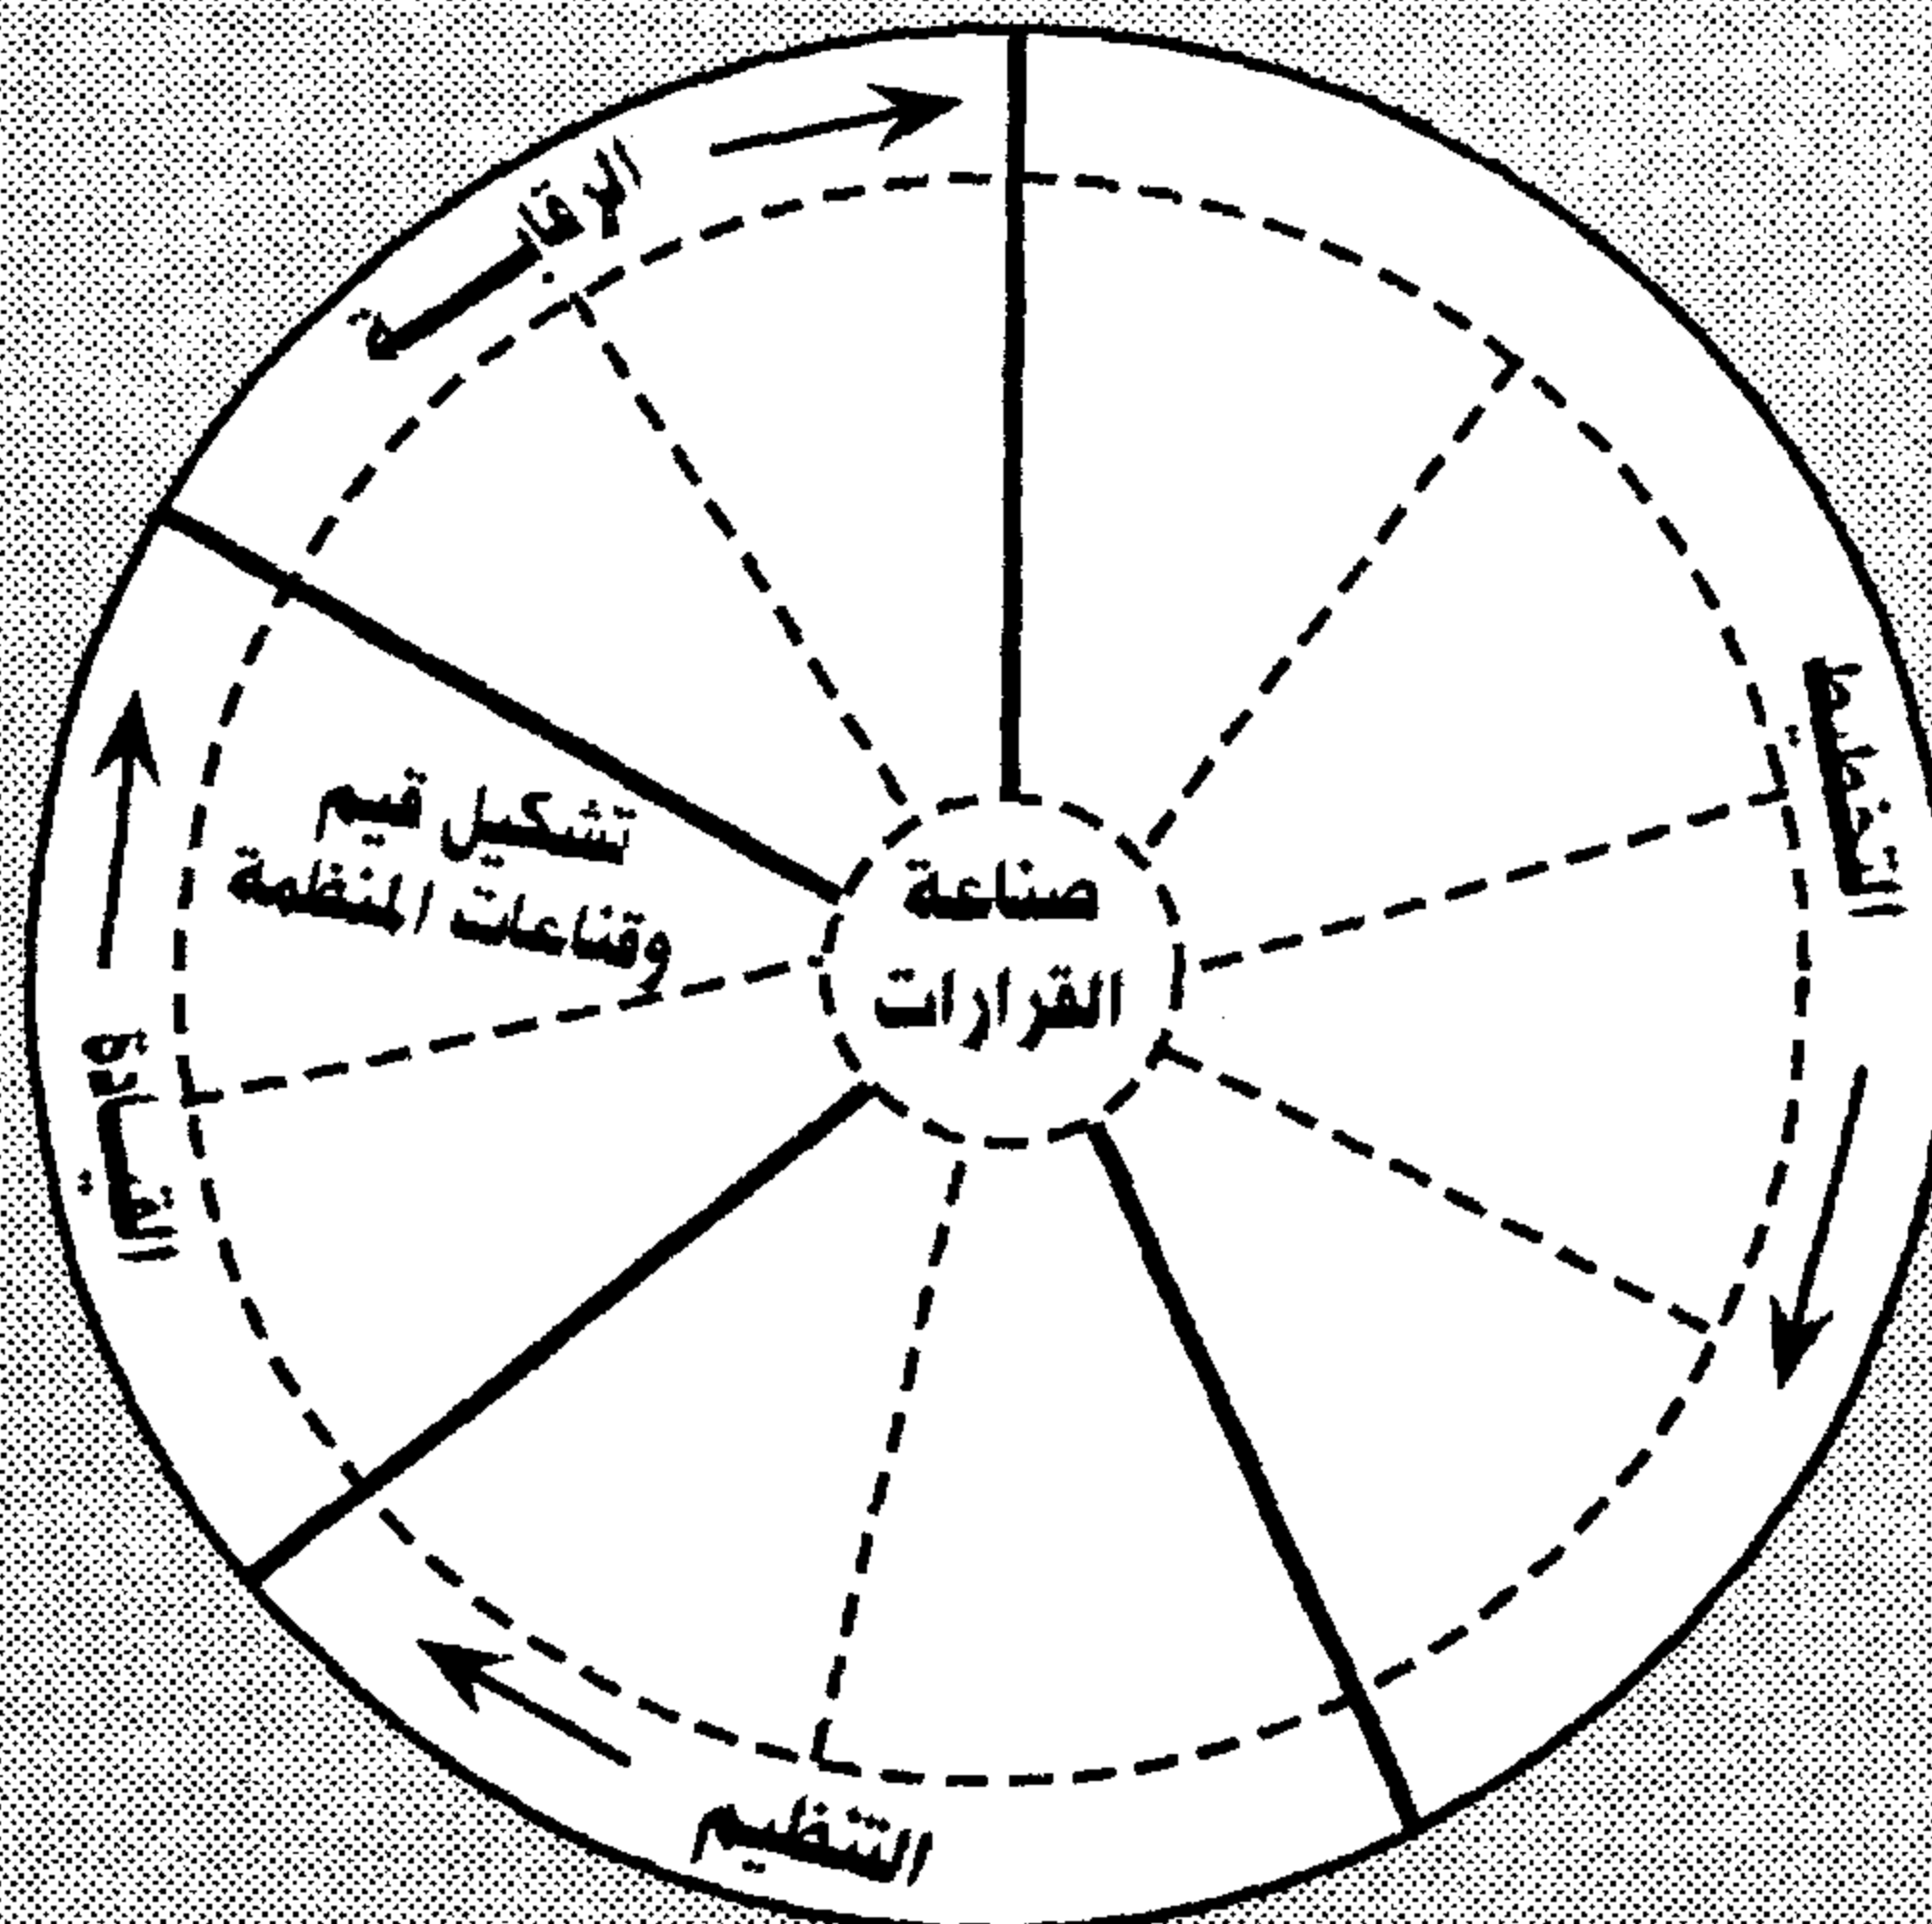 الرقابة
التخطيط
تشكيل قيم
وقناعات المنظمة
صناعة
القرارات
القيادة
التنظيم